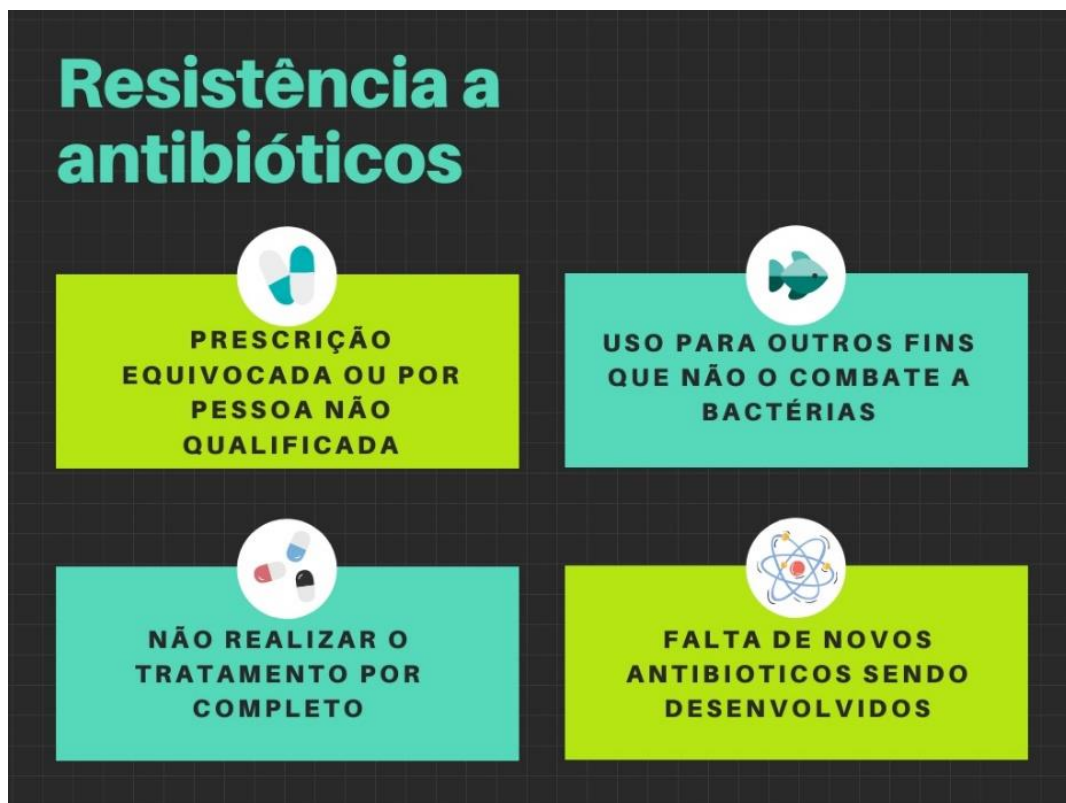 Resistência a
antibióticos
PRESCRIÇÃO
EQUIVOCADA OU POR
PESSOA NÃO
QUALIFICADA
USO PARA OUTROS FINS
QUE NÃO O COMBATE A
BACTÉRIAS
NÃO REALIZAR O
TRATAMENTO POR
COMPLETO
FALTA DE NOVOS
ANTIBIOTICOS SENDO
DESENVOLVIDOS